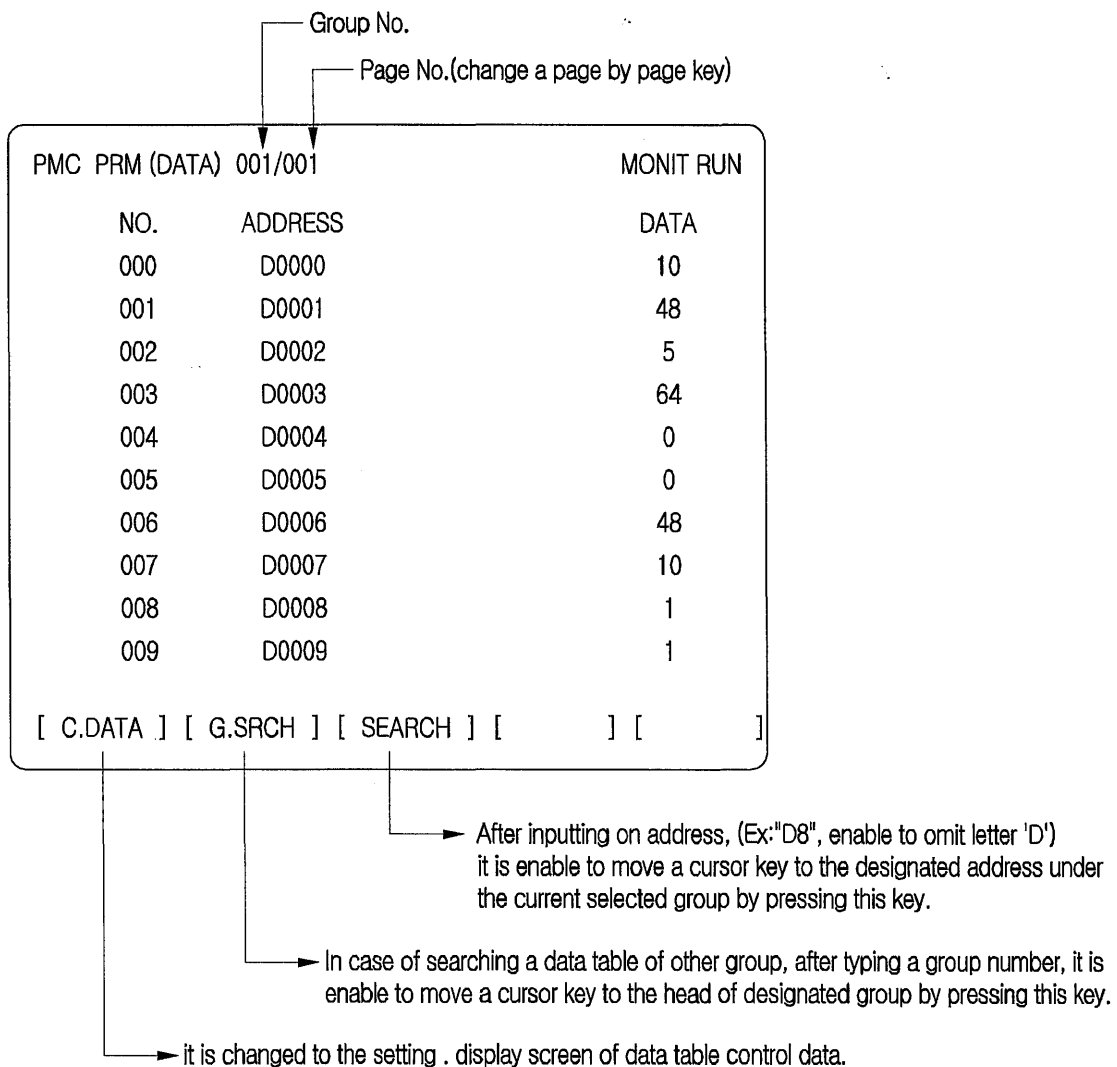 Group No.
Page No.(change a page by page key)
PMC PRM (DATA) 001/001 MONIT RUN
NO. ADDRESS DATA
000 D0000 10
001 D0001 48
002 D0002 5
003 D0003 64
004 D0004 0
005 D0005 0
006 D0006 48
007 D0007 10
008 D0008 1
009 D0009 1
[ C.DATA ] [ G.SRCH ] [ SEARCH ] [ ] [ ]
After inputting on address, (Ex:"D8", enable to omit letter 'D')
it is enable to move a cursor key to the designated address under
the current selected group by pressing this key.
In case of searching a data table of other group, after typing a group number, it is
enable to move a cursor key to the head of designated group by pressing this key.
it is changed to the setting . display screen of data table control data.